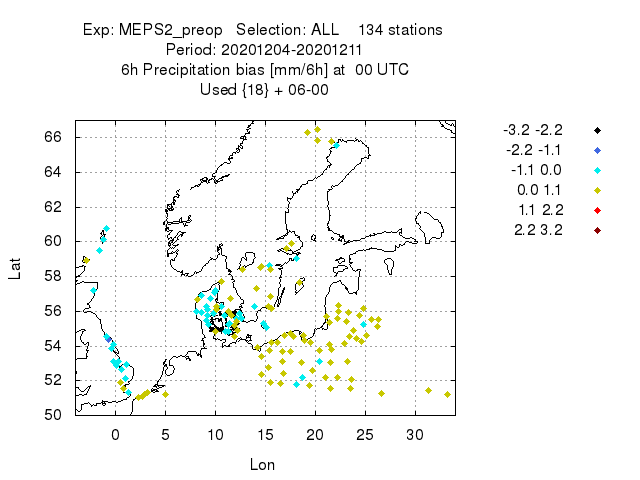 Exp: MEPS2_preop   Selection: ALL    134 stations
Period: 20201204-20201211
6h Precipitation bias [mm/6h] at  00 UTC
Used {18} + 06-00
-3.2 -2.2
-2.2 -1.1
-1.1 0.0
0.0 1.1
1.1 2.2
2.2 3.2
66
64
62
60
58
56
54
52
50
Lat
0 5 10 15 20 25 30
Lon